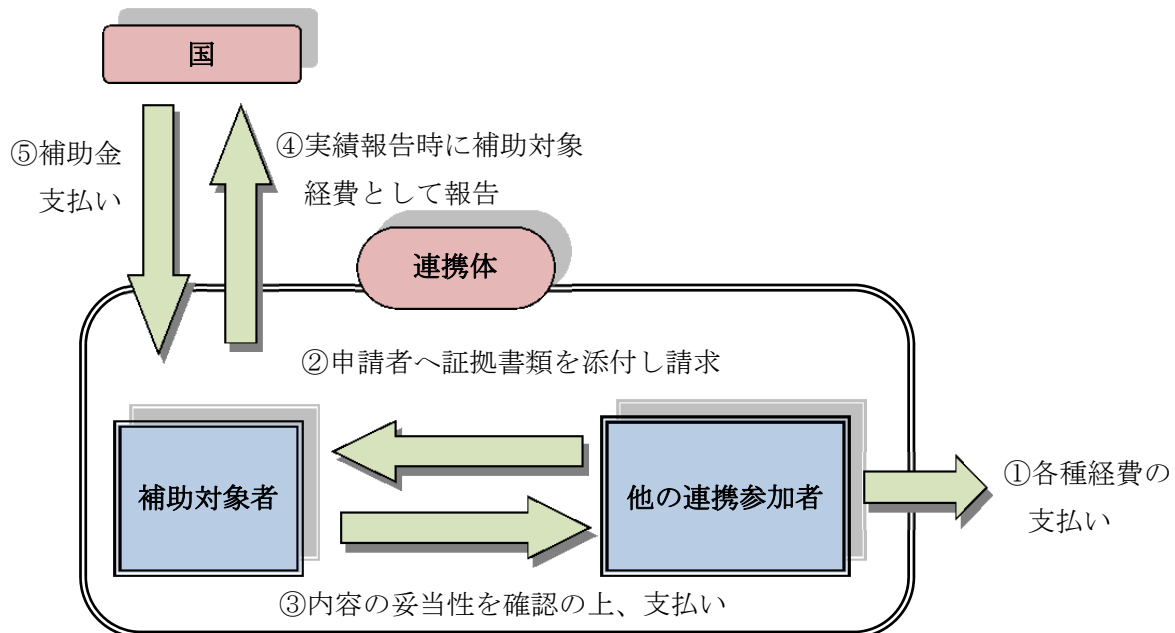 国
⑤補助金
支払い
④実績報告時に補助対象
経費として報告
連携体
②申請者へ証拠書類を添付し請求
補助対象者
他の連携参加者
①各種経費の
支払い
③内容の妥当性を確認の上、支払い